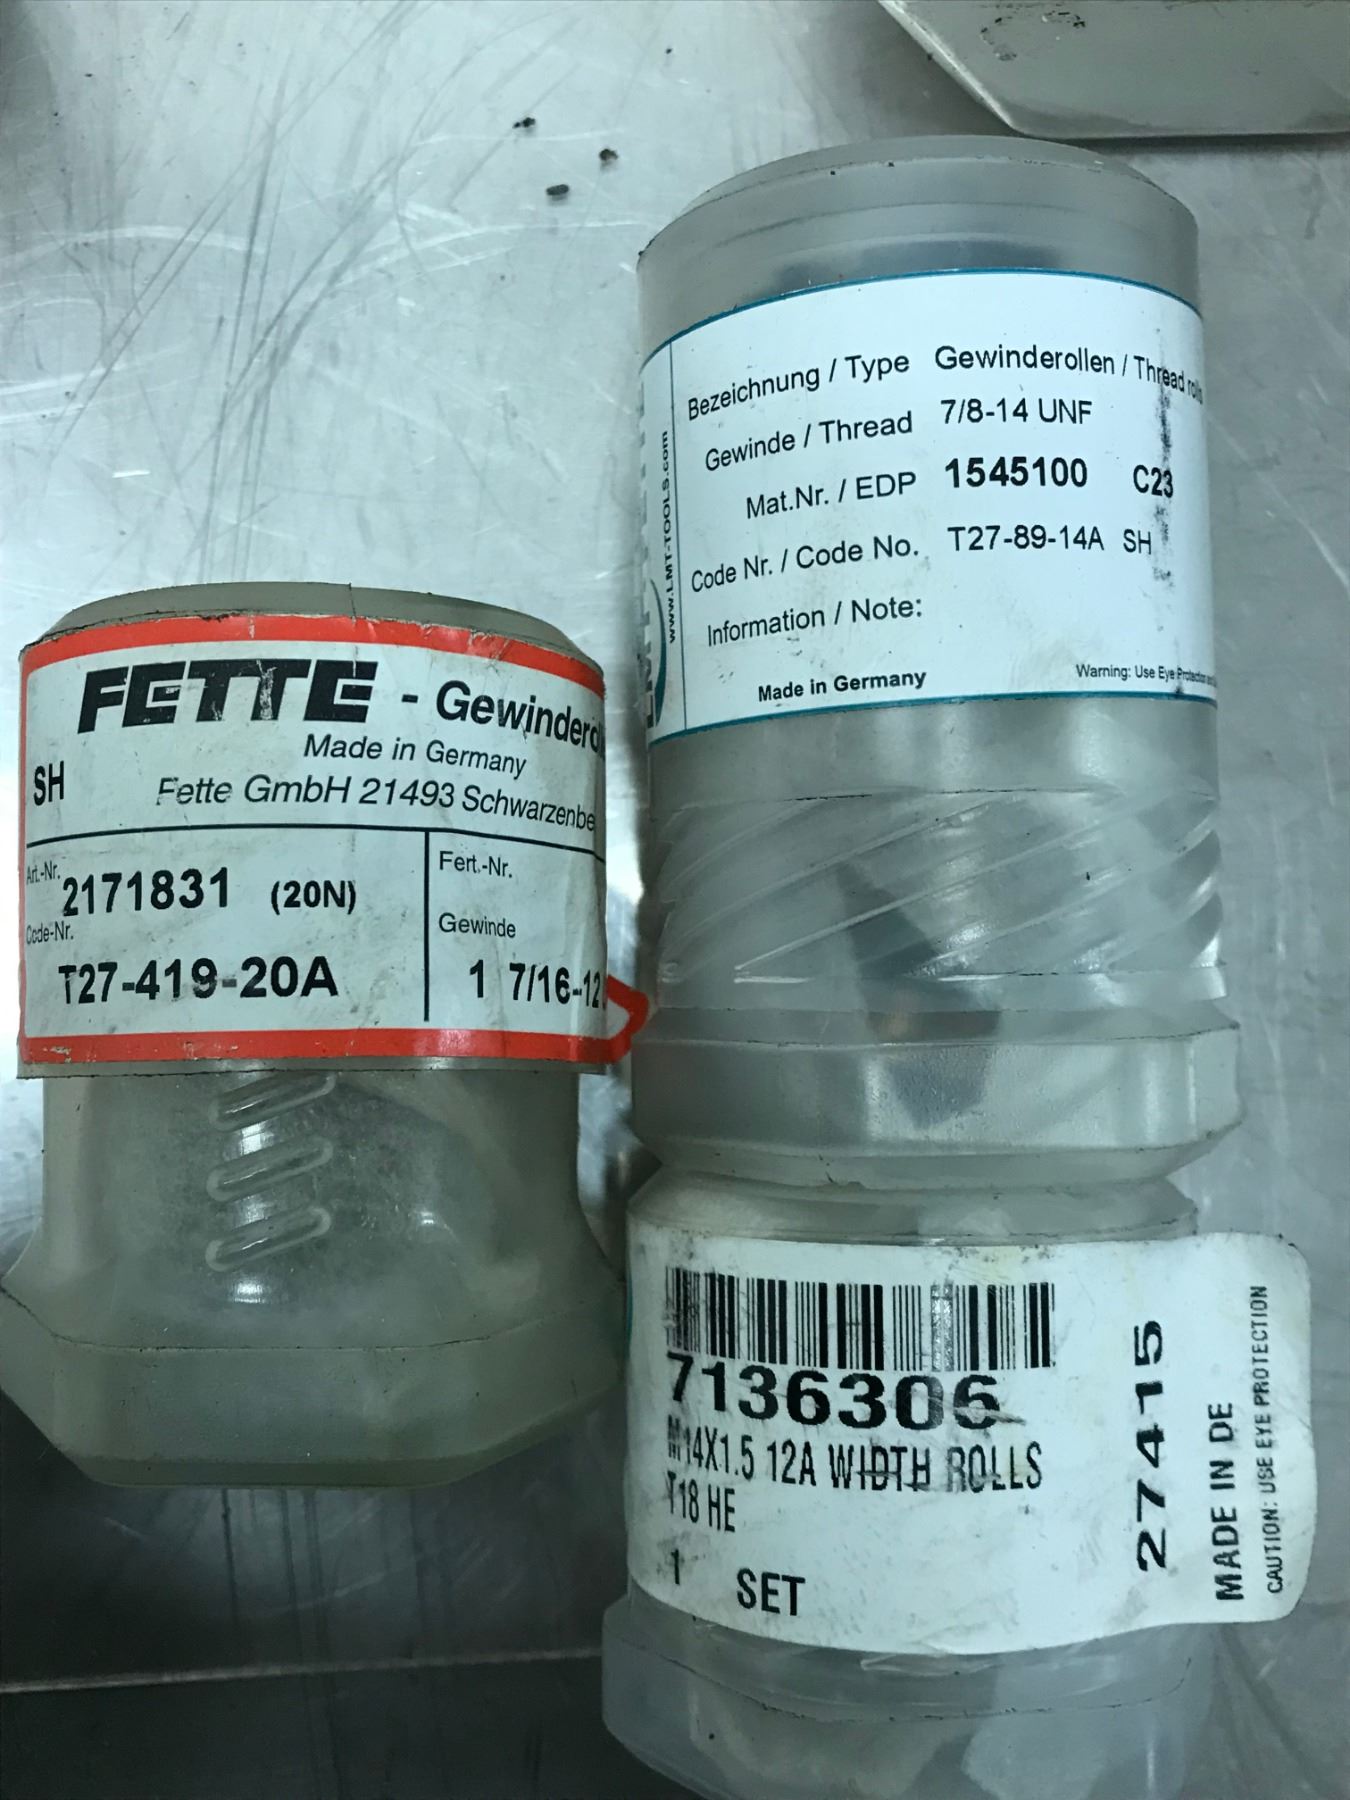 Bezeichnung / Type Gewinderollen / Thread rolls
Gewinde / Thread 7/8-14 UNF
Mat.Nr. / EDP 1545100 C23
Code Nr. / Code No. T27-89-14A SH
Information / Note:
Made in Germany Warning: Use Eye Protection
www.LMT-TOOLS.com
FETTE - Gewinderol
Made in Germany
SH Fette GmbH 21493 Schwarzenbe
Art.-Nr. 2171831 (20N)
Code-Nr.
T27-419-20A
Fert.-Nr.
Gewinde
1 7/16-12
7136306
M14X1.5 12A WIDTH ROLLS
T18 HE
1 SET
27415
MADE IN DE
CAUTION: USE EYE PROTECTION